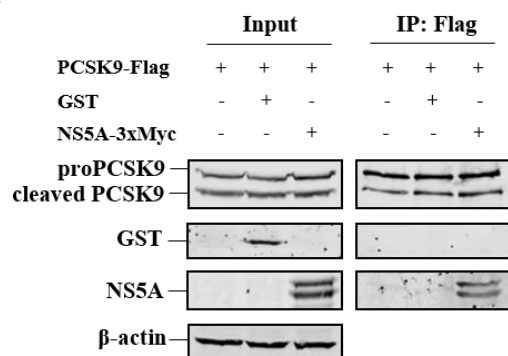 Input IP: Flag
PCSK9-Flag + + + + + +
GST - + - - + -
NS5A-3xMyc - - + - - +
proPCSK9
cleaved PCSK9
GST
NS5A
β-actin